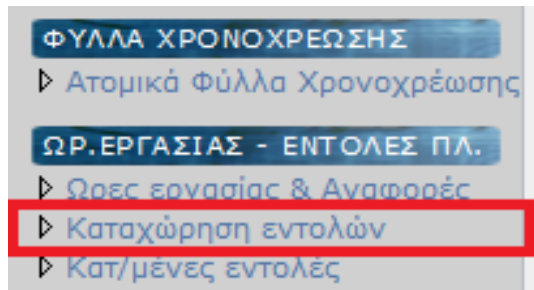 ΦΥΛΛΑ ΧΡΟΝΟΧΡΕΩΣΗΣ
Ατομικά Φύλλα Χρονοχρέωσης
ΩΡ.ΕΡΓΑΣΙΑΣ - ΕΝΤΟΛΕΣ ΠΛ.
Ωρες εργασίας & Αναφορές
Καταχώρηση εντολών
Κατ/μένες εντολές